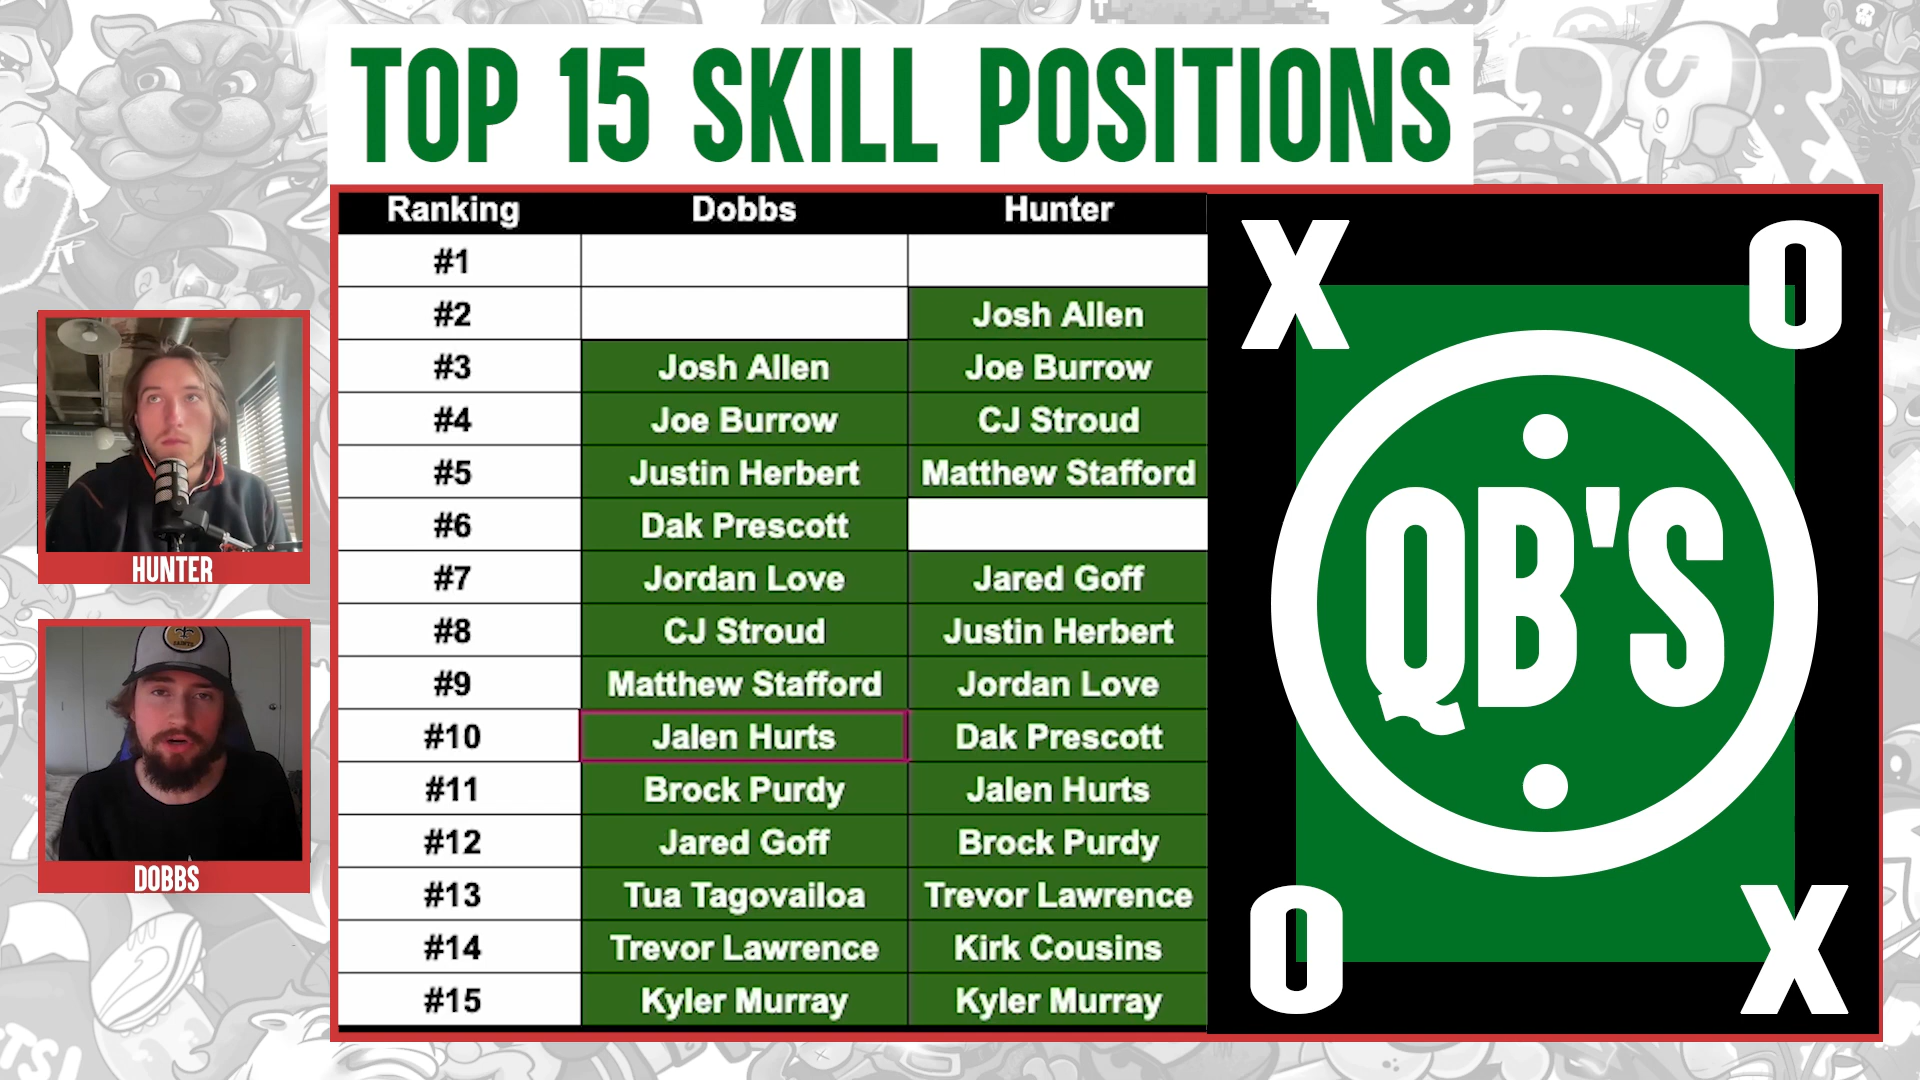 TOP 15 SKILL POSITIONS
Ranking Dobbs Hunter
#1
#2 Josh Allen
#3 Josh Allen Joe Burrow
#4 Joe Burrow CJ Stroud
#5 Justin Herbert Matthew Stafford
#6 Dak Prescott
#7 Jordan Love Jared Goff
#8 CJ Stroud Justin Herbert
#9 Matthew Stafford Jordan Love
#10 Jalen Hurts Dak Prescott
#11 Brock Purdy Jalen Hurts
#12 Jared Goff Brock Purdy
#13 Tua Tagovailoa Trevor Lawrence
#14 Trevor Lawrence Kirk Cousins
#15 Kyler Murray Kyler Murray
X O
QB'S
O X
HUNTER
DOBBS